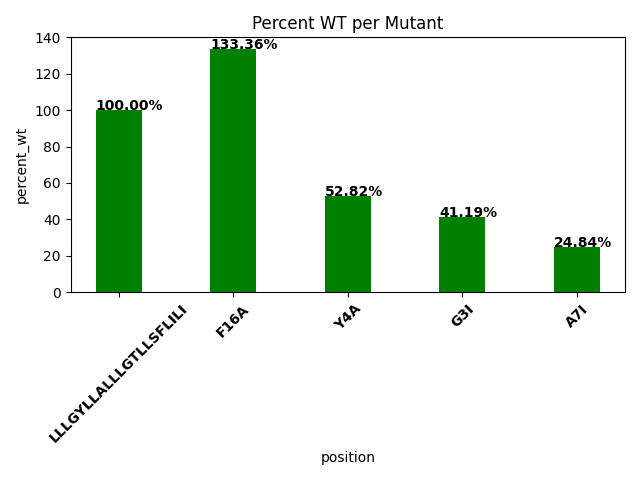 Percent WT per Mutant
percent_wt
140
120
100
80
60
40
20
0
100.00%
133.36%
52.82%
41.19%
24.84%
LLLGYLLALLLGTLLSFLILI
F16A
Y4A
G3I
A7I
position